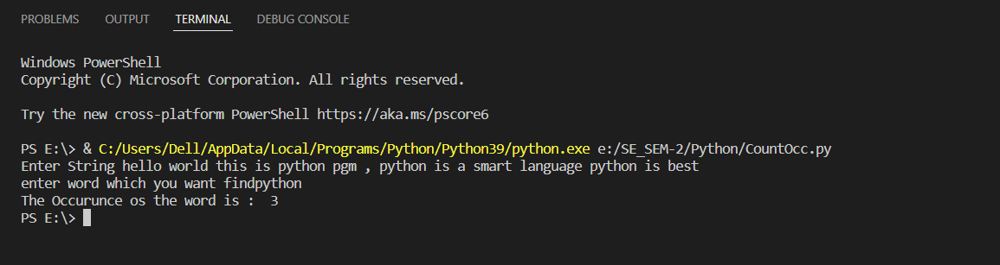 PROBLEMS OUTPUT TERMINAL DEBUG CONSOLE
Windows PowerShell
Copyright (C) Microsoft Corporation. All rights reserved.
Try the new cross-platform PowerShell https://aka.ms/pscore6
PS E:\> & C:/Users/Dell/AppData/Local/Programs/Python/Python39/python.exe e:/SE_SEM-2/Python/CountOcc.py
Enter String hello world this is python pgm , python is a smart language python is best
enter word which you want findpython
The Occurunce os the word is :  3
PS E:\>